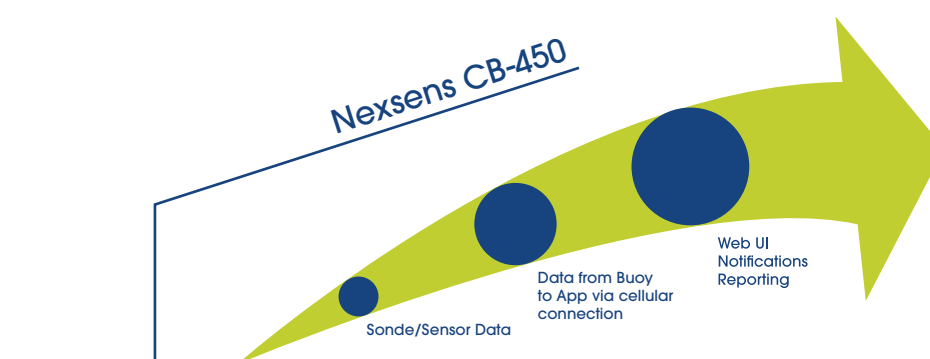 Nexsens CB-450
Sonde/Sensor Data
Data from Buoy
to App via cellular
connection
Web UI
Notifications
Reporting